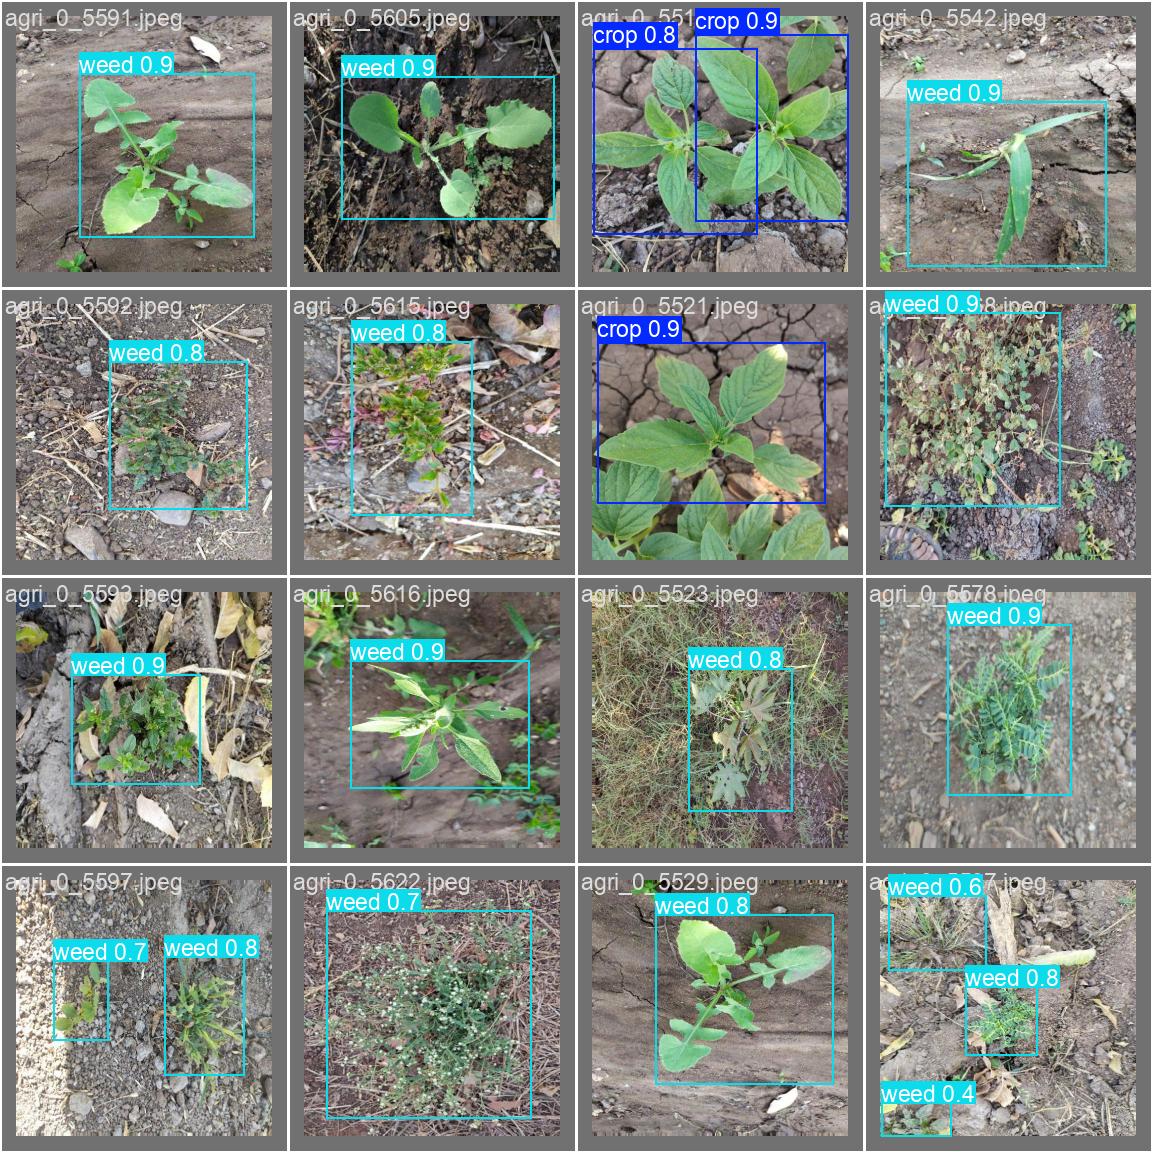 agri_0_5591.jpeg
weed 0.9
agri_0_5605.jpeg
weed 0.9
crop 0.8
crop 0.9
agri_0_5542.jpeg
weed 0.9
agri_0_5592.jpeg
weed 0.8
agri_0_5615.jpeg
weed 0.8
agri_0_5521.jpeg
crop 0.9
weed 0.9
agri_0_5593.jpeg
weed 0.9
agri_0_5616.jpeg
weed 0.9
agri_0_5523.jpeg
weed 0.8
agri_0_5578.jpeg
weed 0.9
agri_0_5597.jpeg
weed 0.7
weed 0.8
agri_0_5622.jpeg
weed 0.7
agri_0_5529.jpeg
weed 0.8
weed 0.6
weed 0.8
weed 0.4